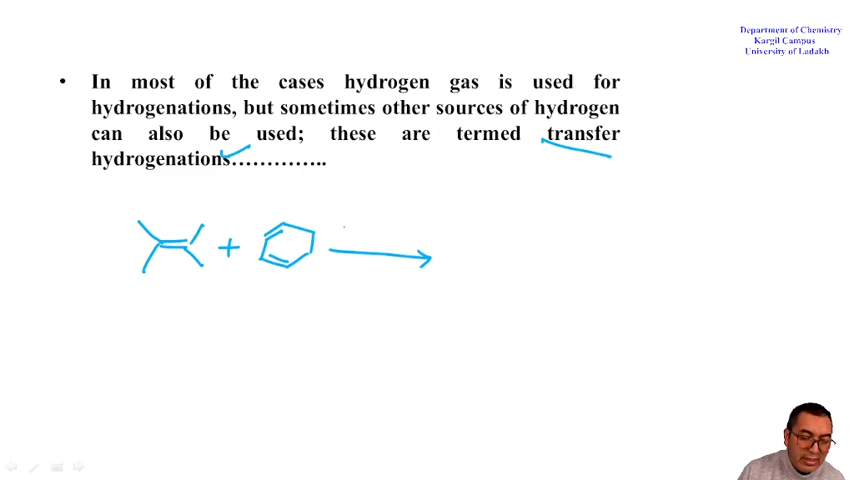 Department of Chemistry
Kargil Campus
University of Ladakh
• In most of the cases hydrogen gas is used for
hydrogenations, but sometimes other sources of hydrogen
can also be used; these are termed transfer
hydrogenations…………..
+